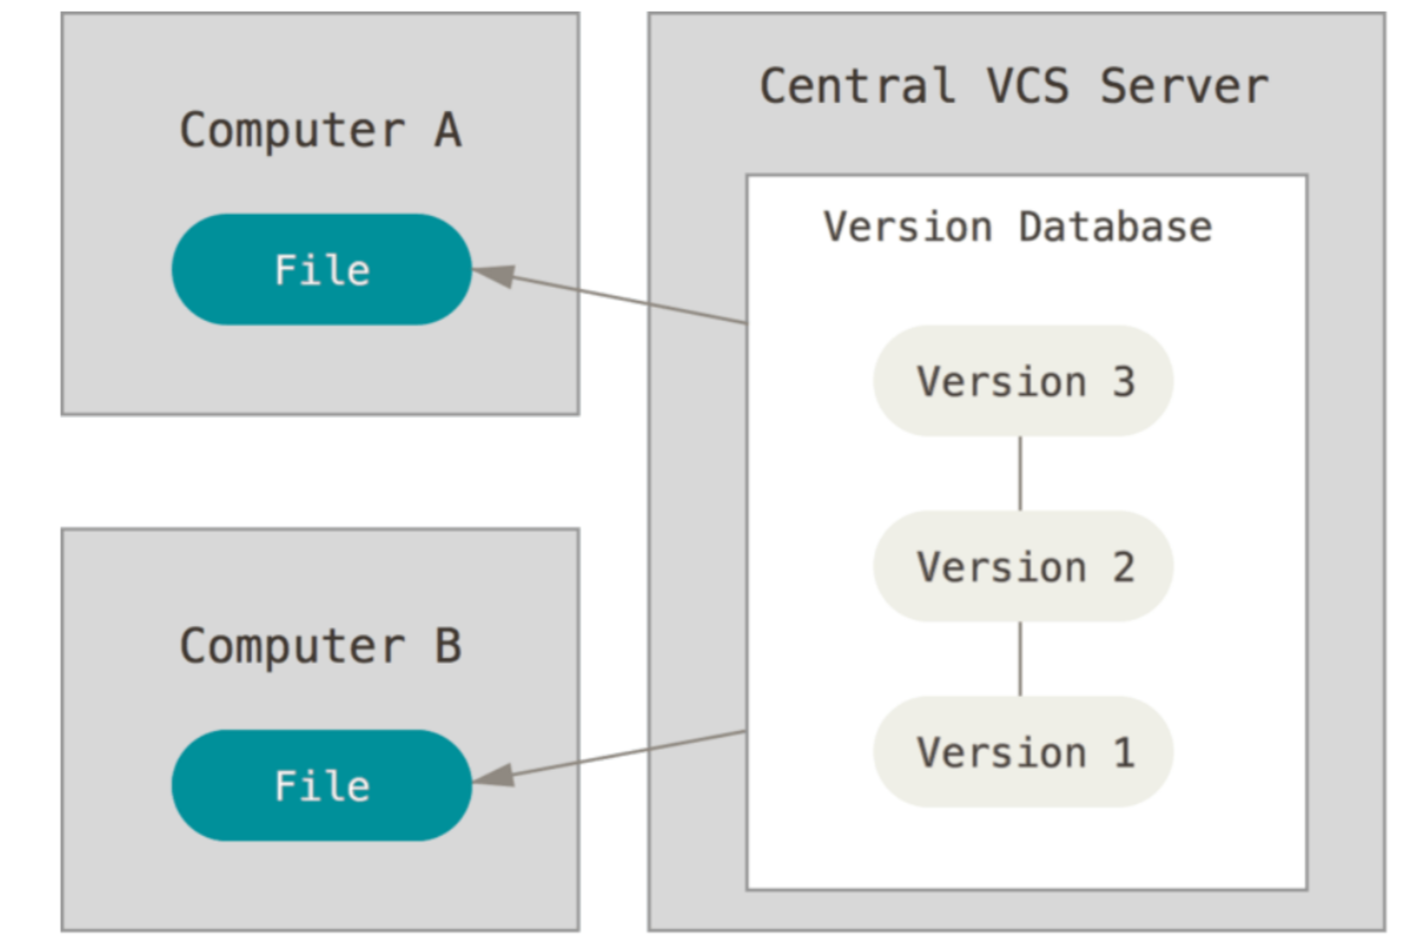 Computer A
File
Computer B
File
Central VCS Server
Version Database
Version 3
Version 2
Version 1